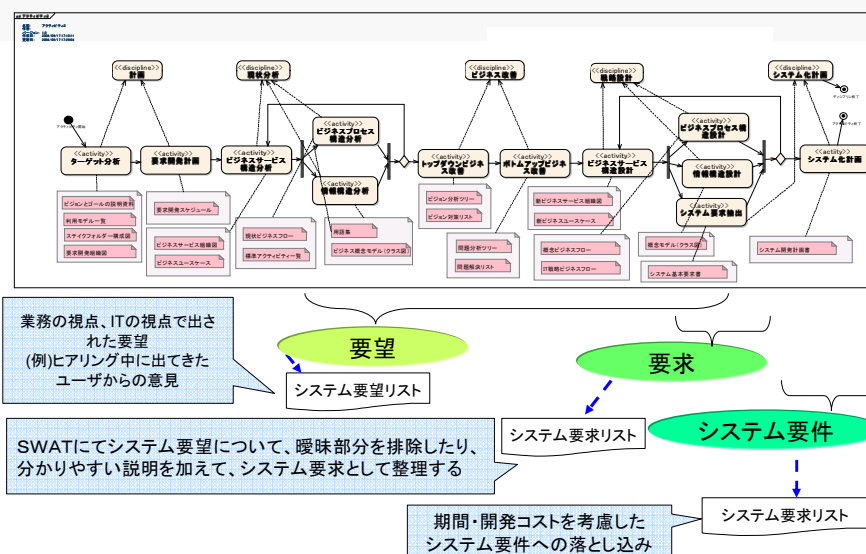 アクティビティ図
<<discipline>>
計画
<<discipline>>
現状分析
<<discipline>>
ビジネス改善
<<discipline>>
戦略設計
<<discipline>>
システム化計画
<<activity>>
ターゲット分析
<<activity>>
要求開発計画
<<activity>>
ビジネスサービス
構造分析
<<activity>>
ビジネスプロセス
構造分析
<<activity>>
情報構造分析
<<activity>>
トップダウンビジネス
改善
<<activity>>
ボトムアップビジネス
改善
<<activity>>
ビジネスサービス
構造設計
<<activity>>
ビジネスプロセス構
造設計
<<activity>>
情報構造設計
<<activity>>
システム要求抽出
<<activity>>
システム化計画
ビジョンとゴールの説明資料
利用モデル一覧
ステイクフォルダー構成図
要求開発組織図
要求開発スケジュール
ビジネスサービス組織図
ビジネスユースケース
現状ビジネスフロー
標準アクティビティ一覧
用語集
ビジネス概念モデル(クラス図)
ビジョン分析ツリー
ビジョン対策リスト
問題分析ツリー
問題解決リスト
新ビジネスサービス組織図
新ビジネスユースケース
概念ビジネスフロー
IT戦略ビジネスフロー
概念モデル(クラス図)
システム基本要求書
システム開発計画書
業務の視点、ITの視点で出さ
れた要望
(例)ヒアリング中に出てきた
ユーザからの意見
要望
システム要望リスト
要求
システム要求リスト
SWATにてシステム要望について、曖昧部分を排除したり、
分かりやすい説明を加えて、システム要求として整理する
システム要件
システム要求リスト
期間・開発コストを考慮した
システム要件への落とし込み